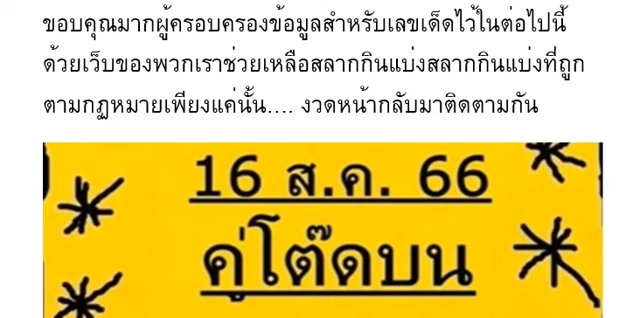 ขอบคุณมากผู้ครอบครองข้อมูลสำหรับเลขเด็ดไว้ในต่อไปนี้
ด้วยเว็บของพวกเราช่วยเหลือสลากกินแบ่งสลากกินแบ่งที่ถูก
ตามกฏหมายเพียงแค่นั้น.... งวดหน้ากลับมาติดตามกัน
16 ส.ค. 66
คู่โต๊ดบน